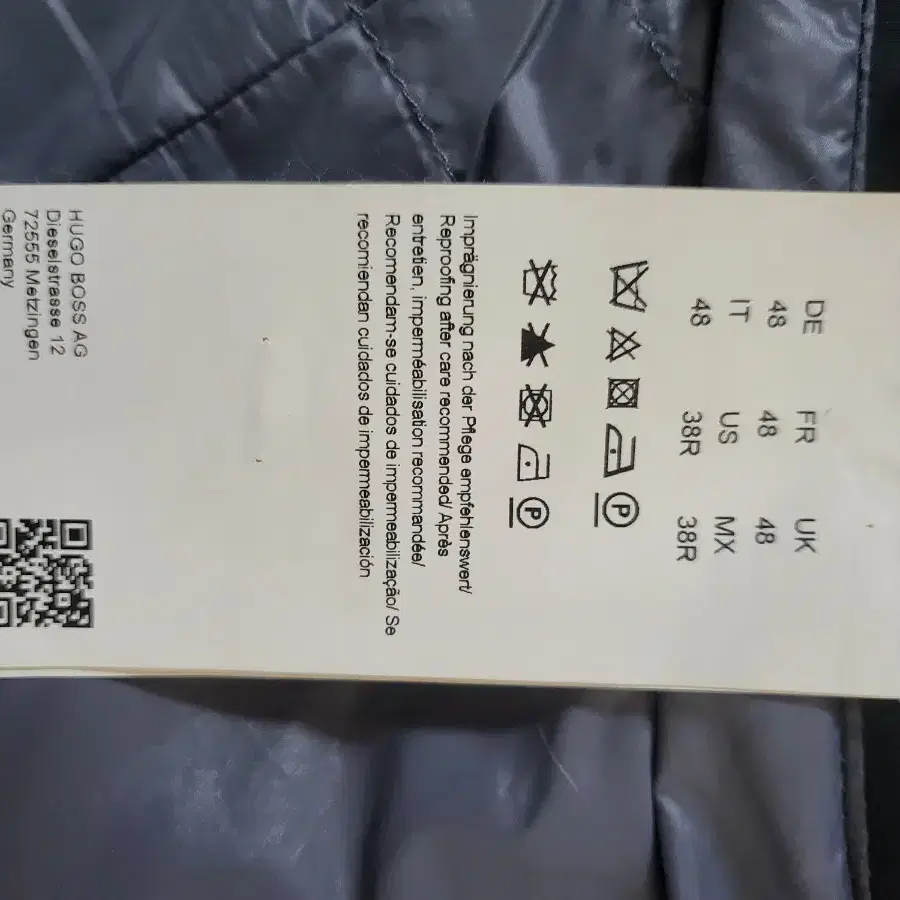 DE FR UK
48 48 48
IT US MX
48 38R 38R
P
P
Imprägnierung nach der Pflege empfehlenswert/
Reproofing after care recommended/ Après
entretien, imperméabilisation recommandée/
Recomendam-se cuidados de impermeabilização/ Se
recomiendan cuidados de impermeabilización
HUGO BOSS AG
Dieselstrasse 12
72555 Metzingen
Germany